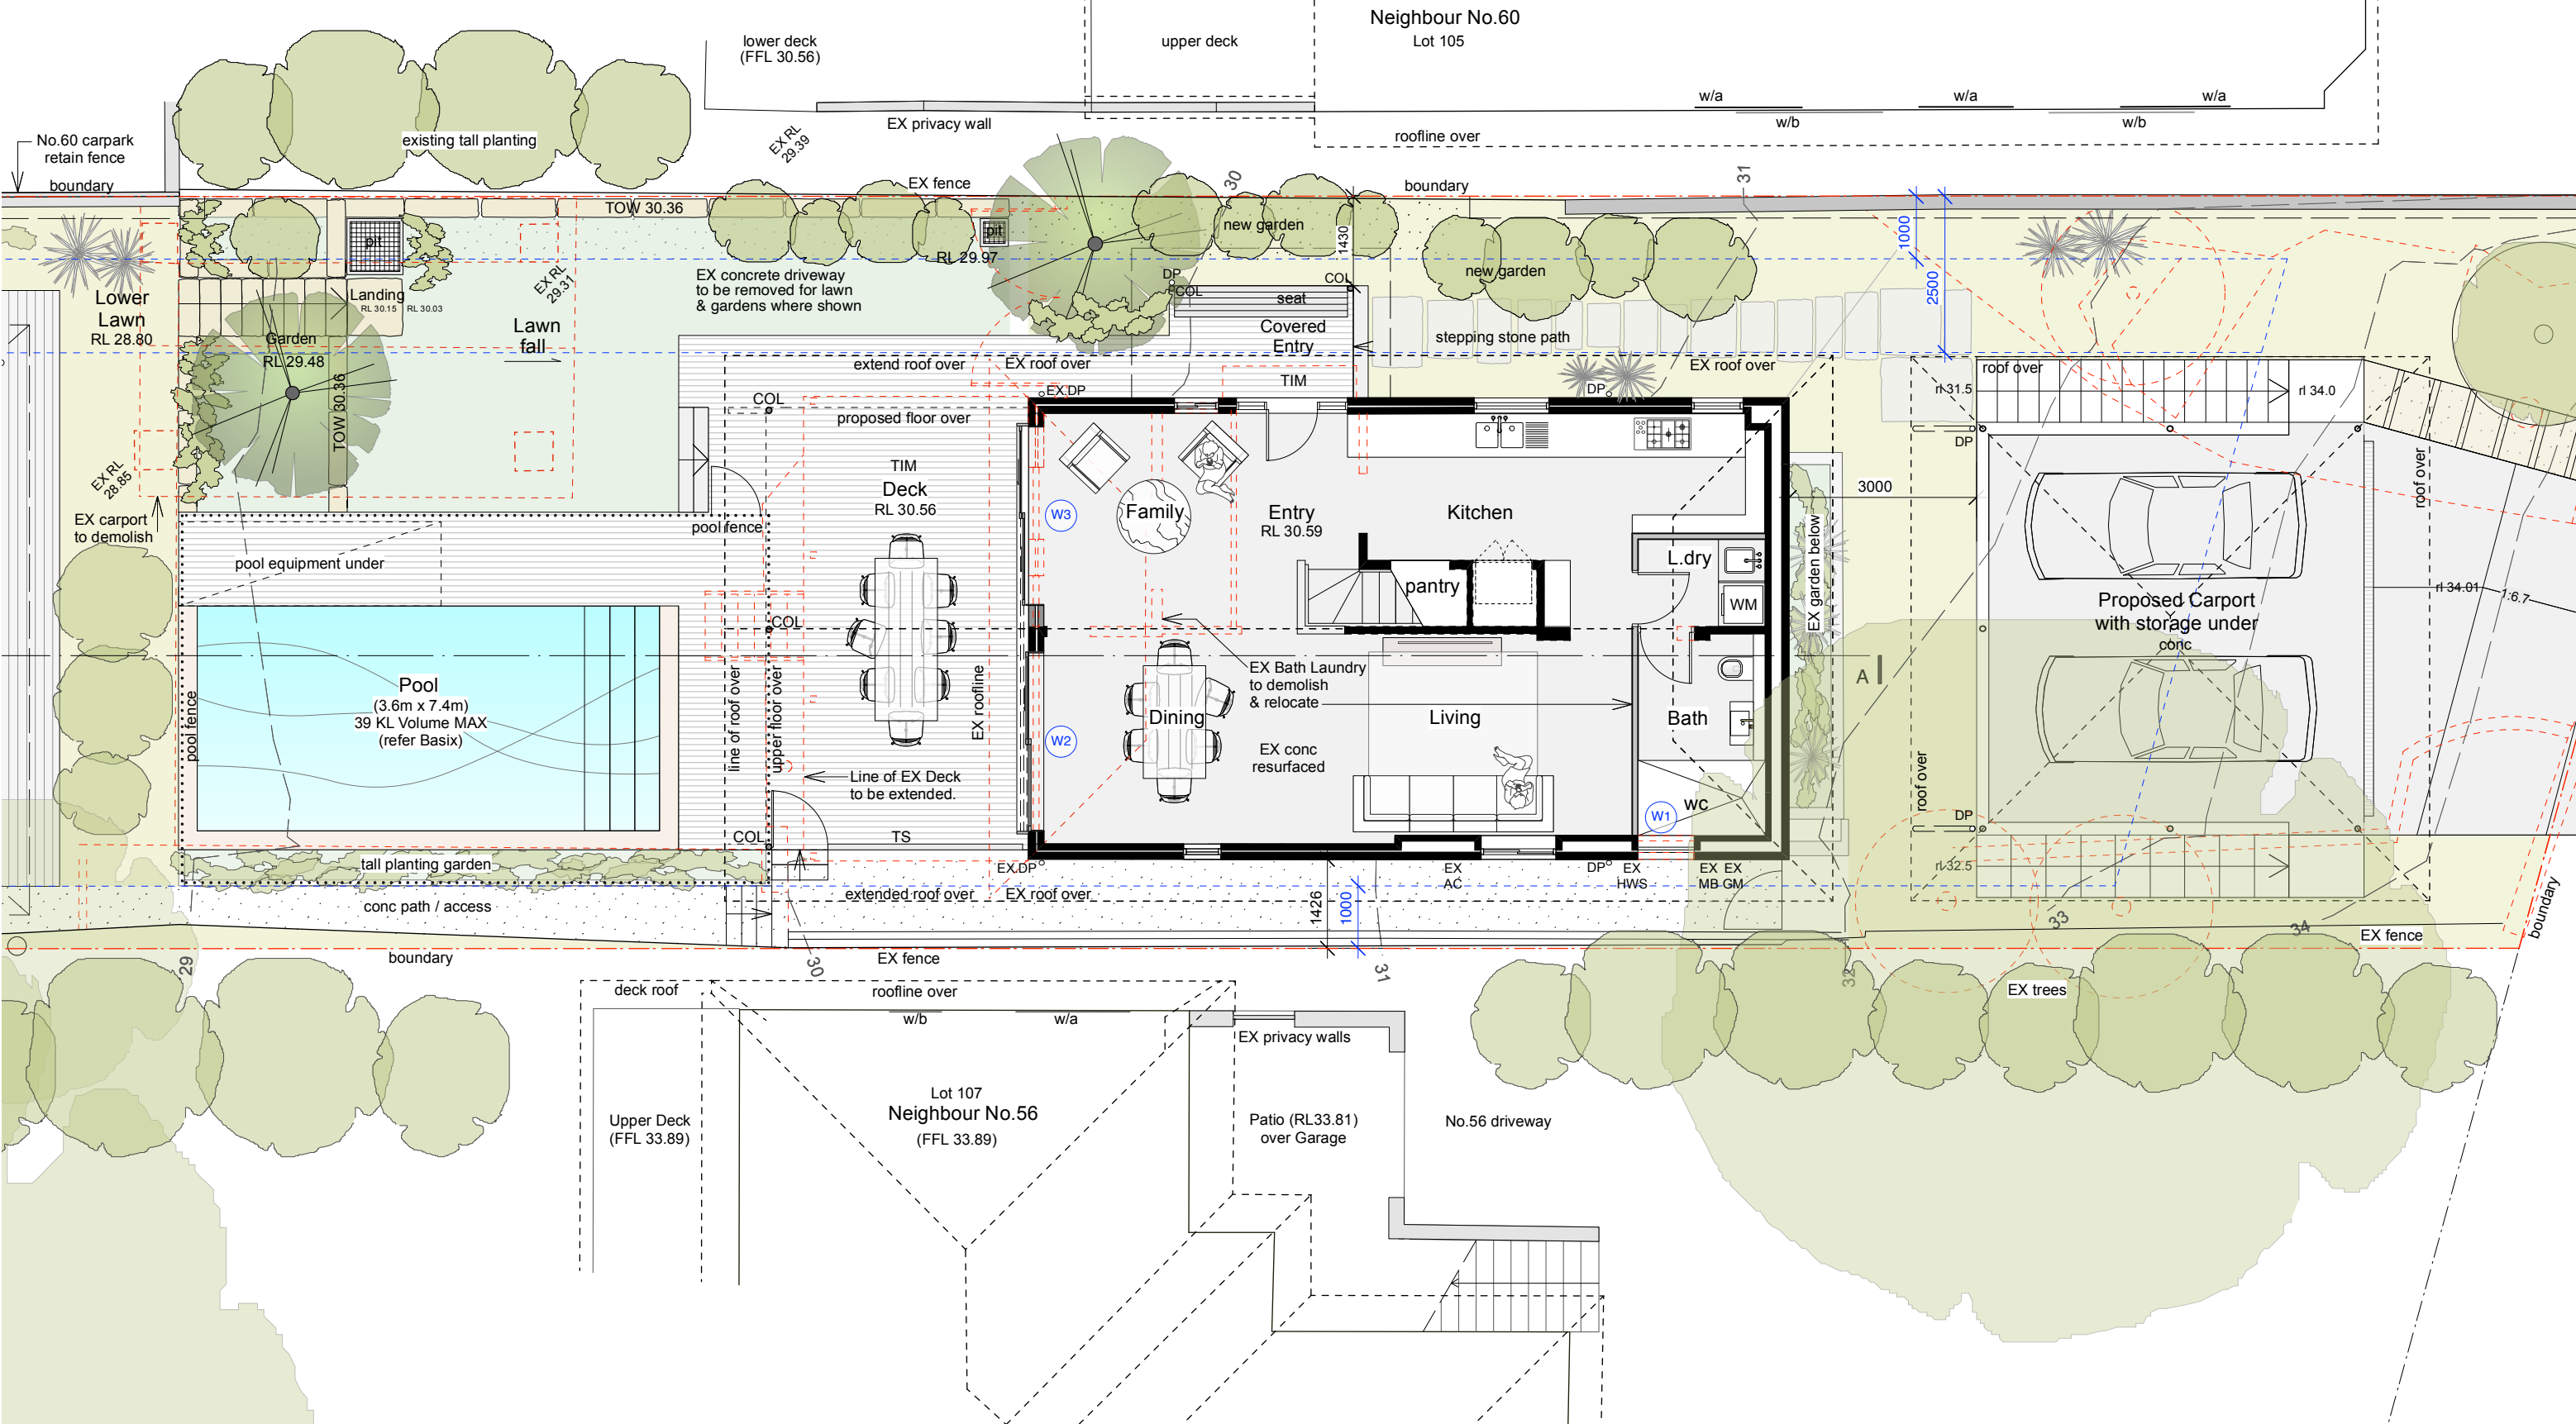 Neighbour No.60
Lot 105
lower deck
(FFL 30.56)
upper deck
w/a
w/a
w/a
w/b
w/b
EX privacy wall
roofline over
No.60 carpark
retain fence
existing tall planting
EX RL
29.39
boundary
EX fence
30
boundary
31
TOW 30.36
pit
pit
new garden
1430
RL 29.97
new garden
1000
2500
EX RL
29.31
EX concrete driveway
to be removed for lawn
& gardens where shown
DP
COL
COL
seat
Lower
Lawn
RL 28.80
Landing
RL 30.15
RL 30.03
Lawn
fall
Covered
Entry
stepping stone path
Garden
RL 29.48
extend roof over
EX roof over
EX roof over
roof over
TIM
rl 31.5
rl 34.0
TOW 30.36
COL
EX DP
DP
proposed floor over
DP
roof over
EX RL
28.85
TIM
Deck
RL 30.56
3000
W3
Family
Entry
RL 30.59
Kitchen
EX carport
to demolish
pool fence
EX garden below
pool equipment under
L.dry
pantry
WM
rl 34.01
1:6.7
Proposed Carport
with storage under
conc
COL
EX Bath Laundry
to demolish
& relocate
A
Pool
(3.6m x 7.4m)
39 KL Volume MAX
(refer Basix)
pool fence
line of roof over
upper floor over
EX roofline
Dining
Living
Bath
W2
EX conc
resurfaced
Line of EX Deck
to be extended.
roof over
wc
W1
DP
COL
TS
tall planting garden
EX DP
EX
AC
DP
EX
HWS
EX EX
MB GM
rl 32.5
conc path / access
extended roof over
EX roof over
1426
1000
33
34
EX fence
boundary
boundary
EX fence
29
30
31
32
EX trees
deck roof
roofline over
w/b
w/a
EX privacy walls
Lot 107
Neighbour No.56
(FFL 33.89)
Upper Deck
(FFL 33.89)
Patio (RL33.81)
over Garage
No.56 driveway